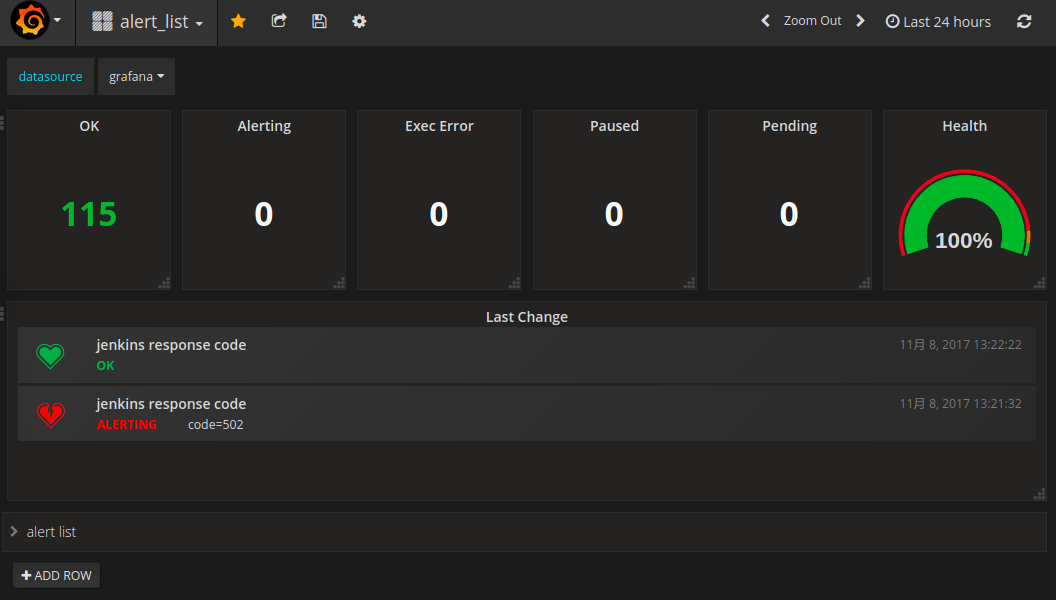 alert_list
Zoom Out
Last 24 hours
datasource
grafana
OK
Alerting
Exec Error
Paused
Pending
Health
115
0
0
0
0
100%
Last Change
jenkins response code
11月 8, 2017 13:22:22
OK
jenkins response code
11月 8, 2017 13:21:32
ALERTING code=502
alert list
ADD ROW